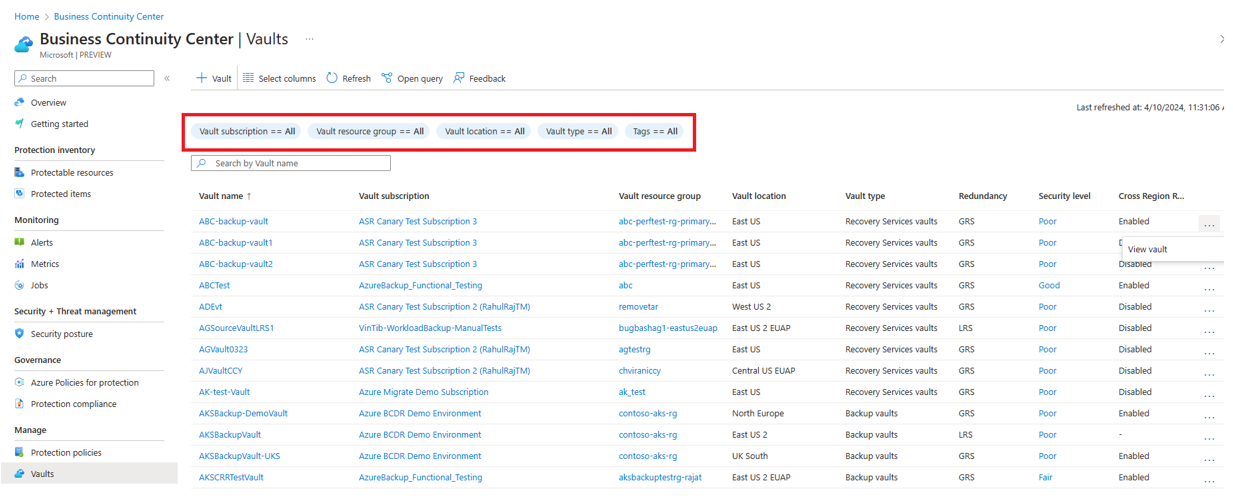 Home > Business Continuity Center
Business Continuity Center | Vaults ...
Microsoft | PREVIEW
Search «
Overview
Getting started
Protection inventory
Protectable resources
Protected items
Monitoring
Alerts
Metrics
Jobs
Security + Threat management
Security posture
Governance
Azure Policies for protection
Protection compliance
Manage
Protection policies
Vaults
+ Vault Select columns Refresh Open query Feedback
Last refreshed at: 4/10/2024, 11:31:06
Vault subscription == All Vault resource group == All Vault location == All Vault type == All Tags == All
Search by Vault name
Vault name ↑ Vault subscription Vault resource group Vault location Vault type Redundancy Security level Cross Region R...
ABC-backup-vault ASR Canary Test Subscription 3 abc-perftest-rg-primary... East US Recovery Services vaults GRS Poor Enabled ...
ABC-backup-vault1 ASR Canary Test Subscription 3 abc-perftest-rg-primary... East US Recovery Services vaults GRS Poor
View vault
ABC-backup-vault2 ASR Canary Test Subscription 3 abc-perftest-rg-primary... East US Recovery Services vaults GRS Poor Disabled ...
ABCTest AzureBackup_Functional_Testing abc East US Recovery Services vaults GRS Good Enabled ...
ADEvt ASR Canary Test Subscription 2 (RahulRajTM) removetar West US 2 Recovery Services vaults GRS Poor Disabled ...
AGSourceVaultLRS1 VinTib-WorkloadBackup-ManualTests bugbashag1-eastus2euap East US 2 EUAP Recovery Services vaults LRS Poor Disabled ...
AGVault0323 ASR Canary Test Subscription 2 (RahulRajTM) agtestrg East US Recovery Services vaults GRS Poor Disabled ...
AJVaultCCY ASR Canary Test Subscription 2 (RahulRajTM) chviraniccy Central US EUAP Recovery Services vaults GRS Poor Disabled ...
AK-test-Vault Azure Migrate Demo Subscription ak_test East US Recovery Services vaults GRS Poor Enabled ...
AKSBackup-DemoVault Azure BCDR Demo Environment contoso-aks-rg North Europe Backup vaults GRS Poor Enabled ...
AKSBackupVault Azure BCDR Demo Environment contoso-aks-rg East US 2 Backup vaults LRS Poor - ...
AKSBackupVault-UKS Azure BCDR Demo Environment contoso-aks-rg UK South Backup vaults GRS Poor Enabled ...
AKSCRRTestVault AzureBackup_Functional_Testing aksbackuptestrg-rajat East US 2 EUAP Backup vaults GRS Fair Enabled ...